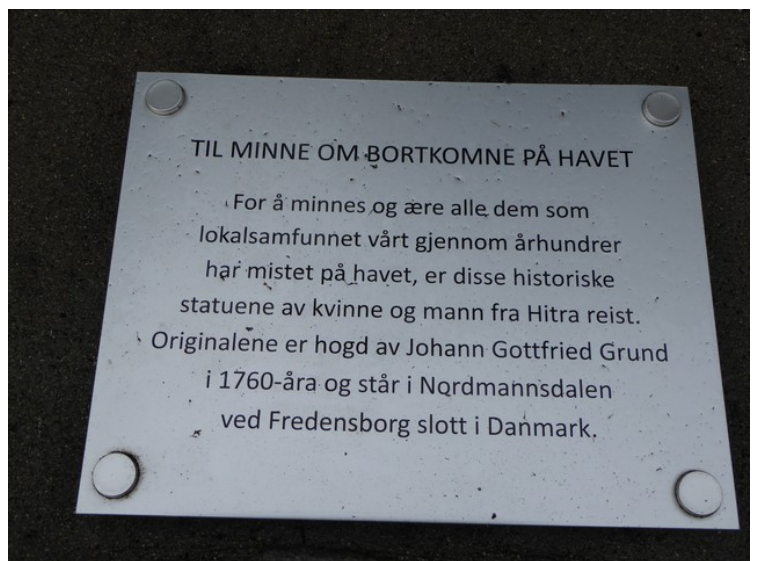 TIL MINNE OM BORTKOMNE PÅ HAVET
For å minnes og ære alle dem som
lokalsamfunnet vårt gjennom århundrer
har mistet på havet, er disse historiske
statuene av kvinne og mann fra Hitra reist.
Originalene er hogd av Johann Gottfried Grund
i 1760-åra og står i Nordmannsdalen
ved Fredensborg slott i Danmark.